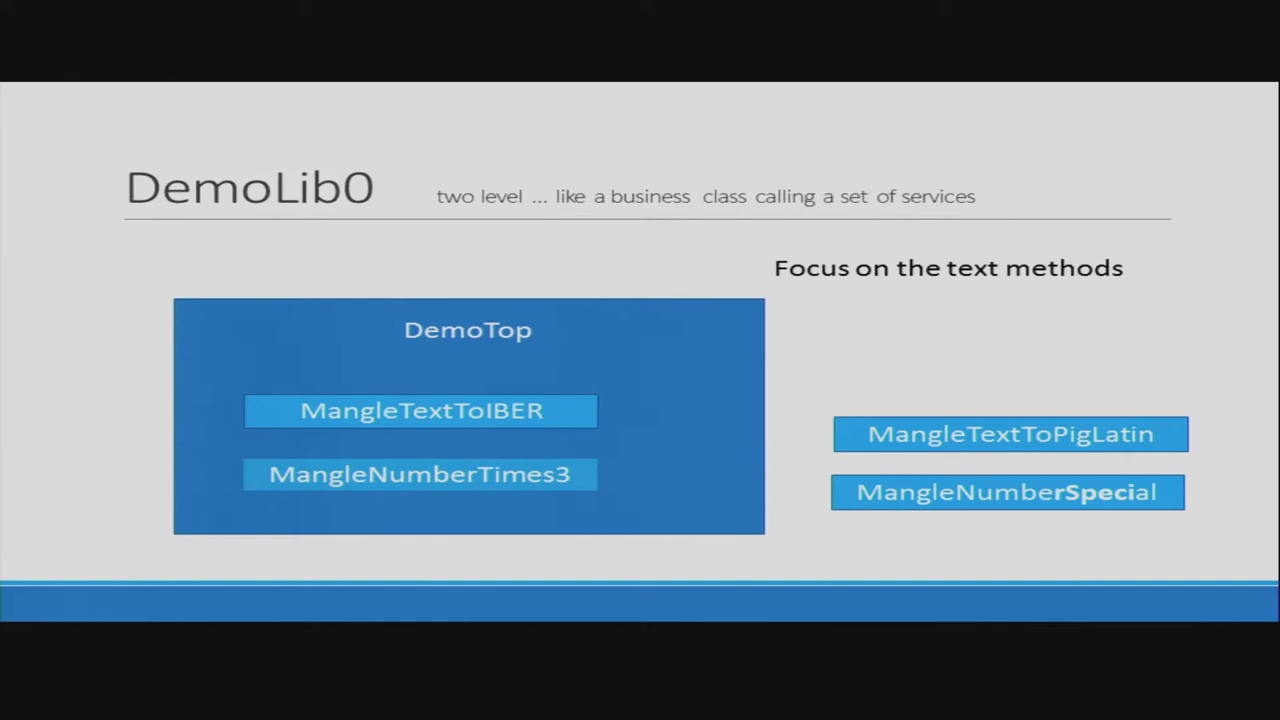 DemoLib0
two level ... like a business class calling a set of services
Focus on the text methods
DemoTop
MangleTextToIBER
MangleNumberTimes3
MangleTextToPigLatin
MangleNumberSpecial